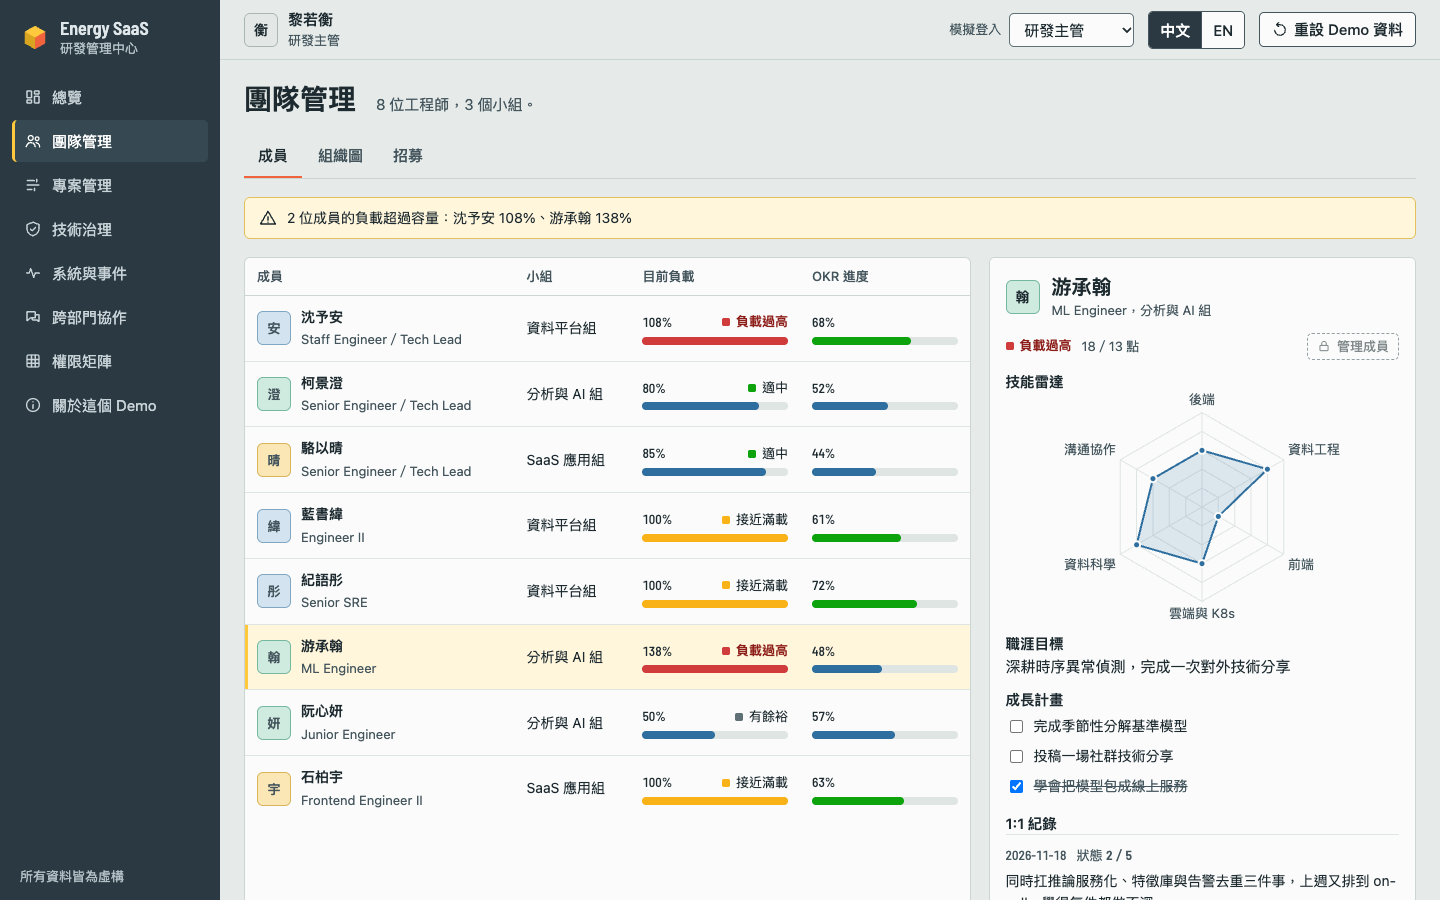 Energy SaaS
研發管理中心
總覽
團隊管理
專案管理
技術治理
系統與事件
跨部門協作
權限矩陣
關於這個 Demo
所有資料皆為虛構
衡
黎若衡
研發主管
模擬登入
研發主管
中文
EN
重設 Demo 資料
團隊管理
8 位工程師，3 個小組。
成員
組織圖
招募
2 位成員的負載超過容量：沈予安 108%、游承翰 138%
成員 小組 目前負載 OKR 進度
安 沈予安 資料平台組 108% 負載過高 68%
Staff Engineer / Tech Lead
澄 柯景澄 分析與 AI 組 80% 適中 52%
Senior Engineer / Tech Lead
晴 駱以晴 SaaS 應用組 85% 適中 44%
Senior Engineer / Tech Lead
緯 藍書緯 資料平台組 100% 接近滿載 61%
Engineer II
彤 紀語彤 資料平台組 100% 接近滿載 72%
Senior SRE
翰 游承翰 分析與 AI 組 138% 負載過高 48%
ML Engineer
妍 阮心妍 分析與 AI 組 50% 有餘裕 57%
Junior Engineer
宇 石柏宇 SaaS 應用組 100% 接近滿載 63%
Frontend Engineer II
翰
游承翰
ML Engineer，分析與 AI 組
負載過高 18 / 13 點
管理成員
技能雷達
後端
溝通協作
資料工程
資料科學
前端
雲端與 K8s
職涯目標
深耕時序異常偵測，完成一次對外技術分享
成長計畫
完成季節性分解基準模型
投稿一場社群技術分享
學會把模型包成線上服務
1:1 紀錄
2026-11-18 狀態 2 / 5
同時扛推論服務化、特徵庫與告警去重三件事，上週又排到 on-